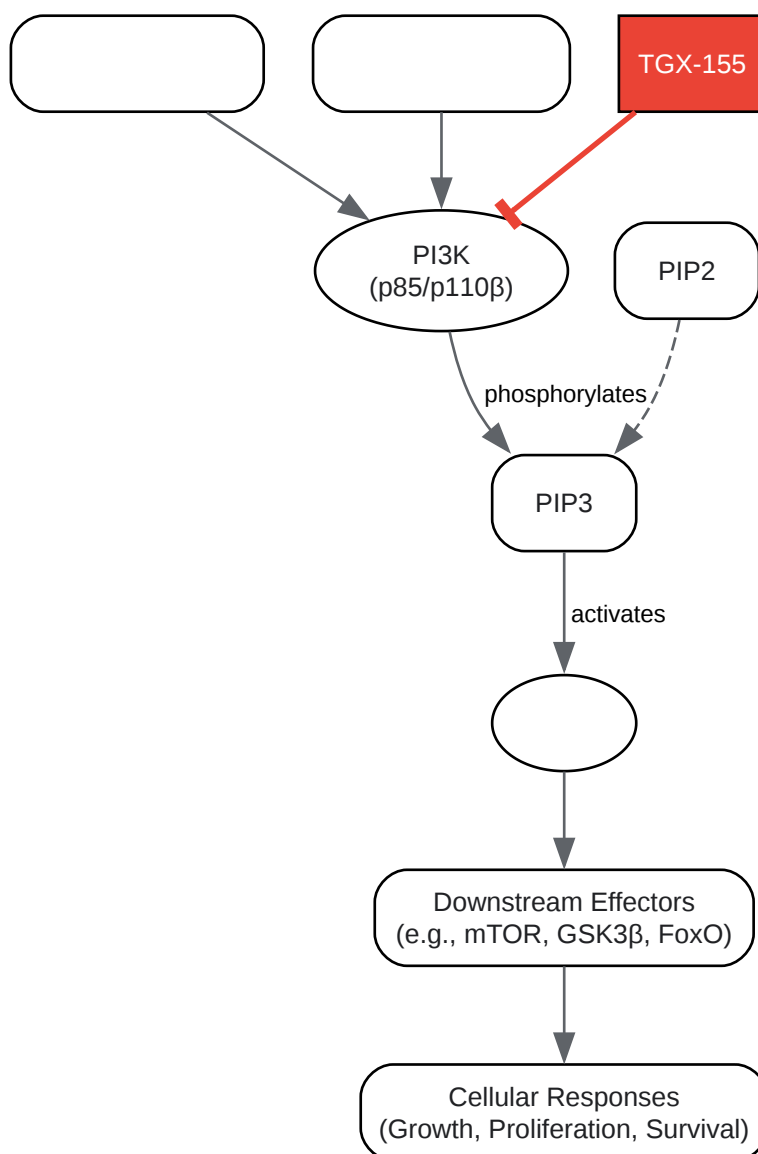 TGX-155
PI3K
(p85/p110β)
PIP2
phosphorylates
PIP3
activates
Downstream Effectors
(e.g., mTOR, GSK3β, FoxO)
Cellular Responses
(Growth, Proliferation, Survival)